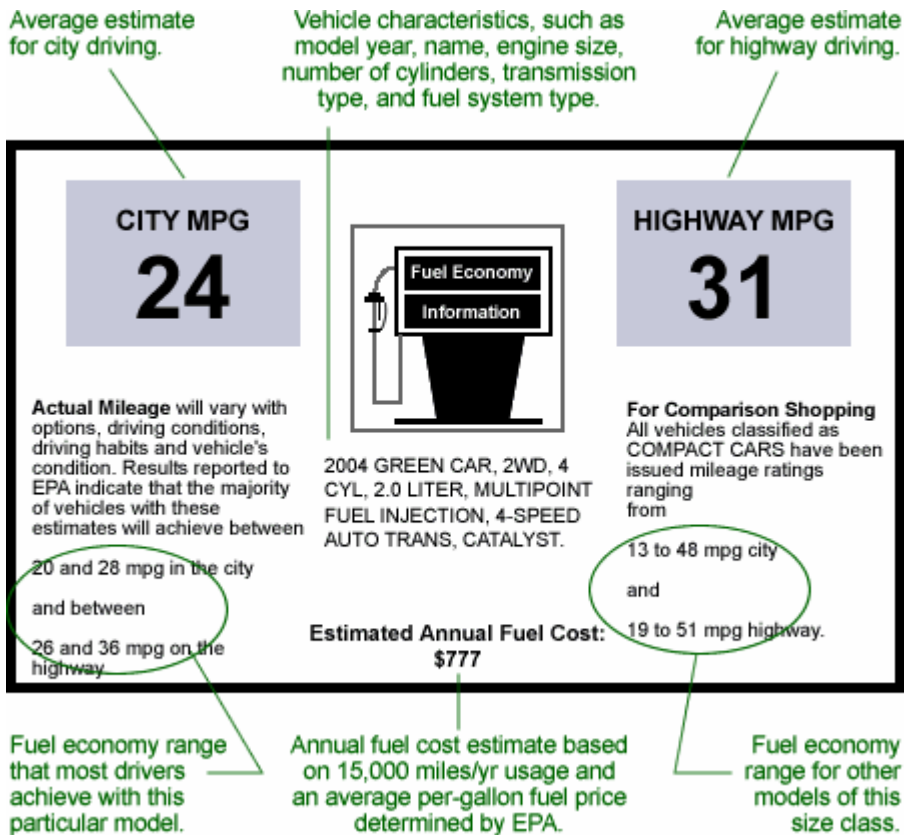 Average estimate
for city driving.
Vehicle characteristics, such as
model year, name, engine size,
number of cylinders, transmission
type, and fuel system type.
Average estimate
for highway driving.
CITY MPG
24
Fuel Economy
Information
HIGHWAY MPG
31
Actual Mileage will vary with
options, driving conditions,
driving habits and vehicle's
condition. Results reported to
EPA indicate that the majority
of vehicles with these
estimates will achieve between
20 and 28 mpg in the city
and between
26 and 36 mpg on the
highway.
2004 GREEN CAR, 2WD, 4
CYL, 2.0 LITER, MULTIPOINT
FUEL INJECTION, 4-SPEED
AUTO TRANS, CATALYST.
Estimated Annual Fuel Cost:
$777
For Comparison Shopping
All vehicles classified as
COMPACT CARS have been
issued mileage ratings
ranging
from
13 to 48 mpg city
and
19 to 51 mpg highway.
Fuel economy range
that most drivers
achieve with this
particular model.
Annual fuel cost estimate based
on 15,000 miles/yr usage and
an average per-gallon fuel price
determined by EPA.
Fuel economy
range for other
models of this
size class.